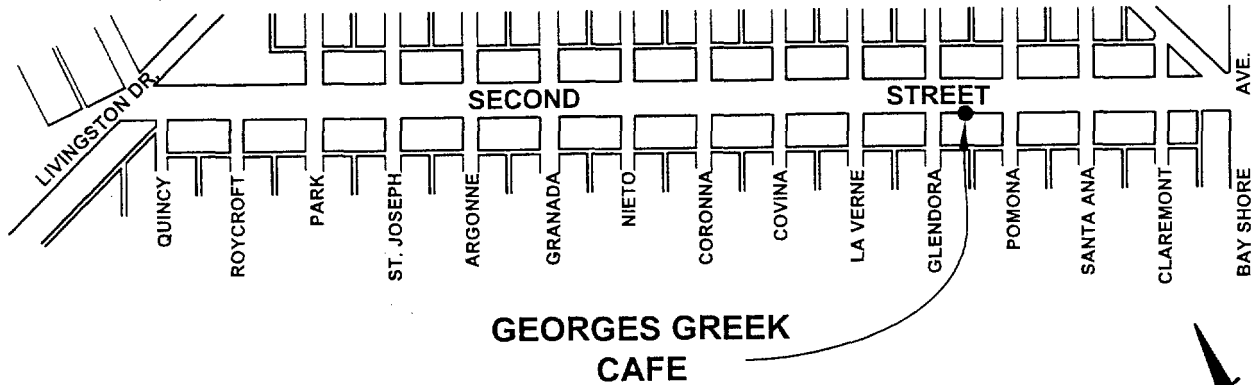 SECOND STREET
LIVINGSTON DR.
AVE.
QUINCY
ROYCROFT
PARK
ST. JOSEPH
ARGONNE
GRANADA
NIETO
CORONNA
COVINA
LA VERNE
GLENDORA
POMONA
SANTA ANA
CLAREMONT
BAY SHORE
GEORGES GREEK
CAFE